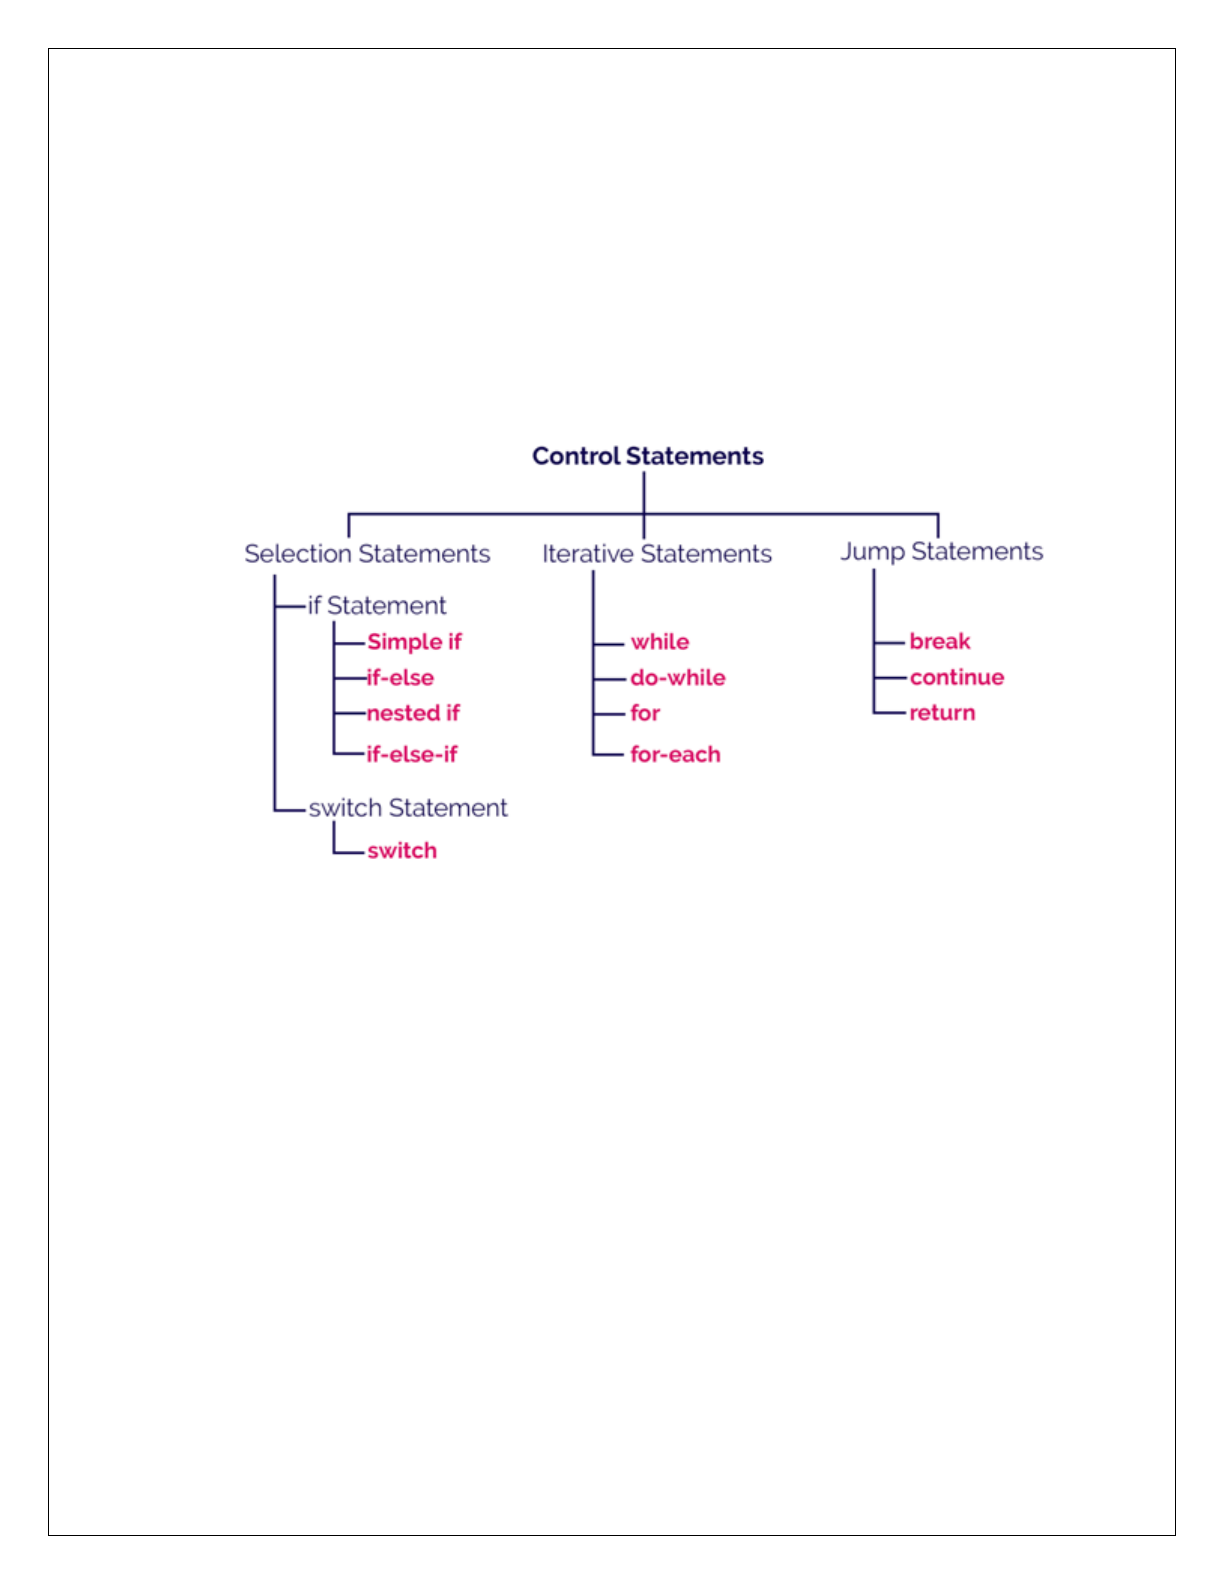 Control Statements
Selection Statements
if Statement
Simple if
if-else
nested if
if-else-if
switch Statement
switch
Iterative Statements
while
do-while
for
for-each
Jump Statements
break
continue
return